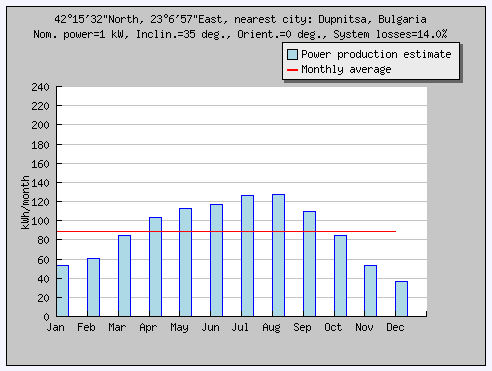 42°15'32"North, 23°6'57"East, nearest city: Dupnitsa, Bulgaria
Nom. power=1 kW, Inclin.=35 deg., Orient.=0 deg., System losses=14.0%
Power production estimate
Monthly average
kWh/month
240
220
200
180
160
140
120
100
80
60
40
20
0
Jan Feb Mar Apr May Jun Jul Aug Sep Oct Nov Dec